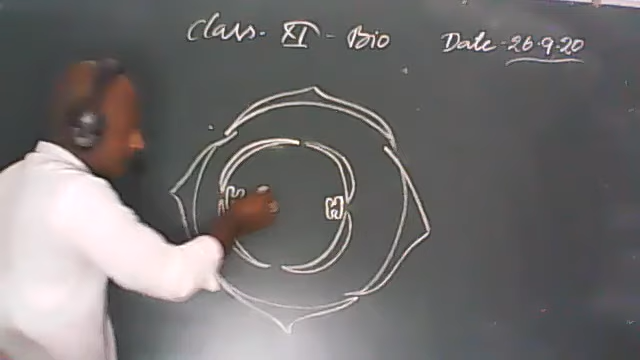 Class. XI - Bio
Date - 26.9.20